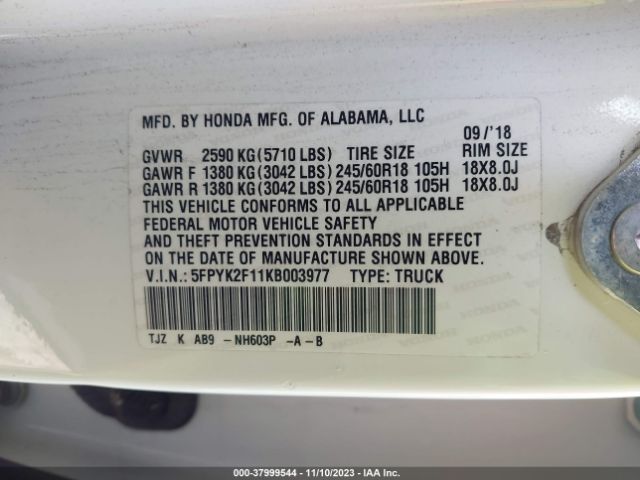 MFD. BY HONDA MFG. OF ALABAMA, LLC
09/'18
GVWR 2590 KG(5710 LBS) TIRE SIZE RIM SIZE
GAWR F 1380 KG(3042 LBS) 245/60R18 105H 18X8.0J
GAWR R 1380 KG(3042 LBS) 245/60R18 105H 18X8.0J
THIS VEHICLE CONFORMS TO ALL APPLICABLE
FEDERAL MOTOR VEHICLE SAFETY
AND THEFT PREVENTION STANDARDS IN EFFECT
ON THE DATE OF MANUFACTURE SHOWN ABOVE.
V.I.N.: 5FPYK2F11KB003977 TYPE: TRUCK
TJZ K AB9 - NH603P -A-B
000-37999544 - 11/10/2023 - IAA Inc.